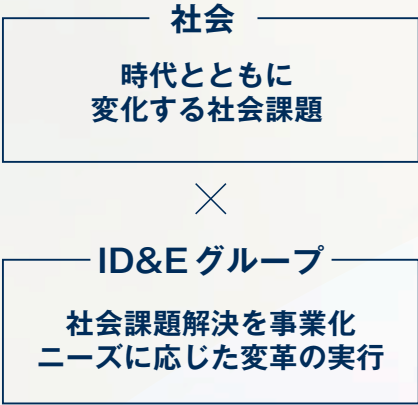 社会
時代とともに
変化する社会課題
×
ID&Eグループ
社会課題解決を事業化
ニーズに応じた変革の実行